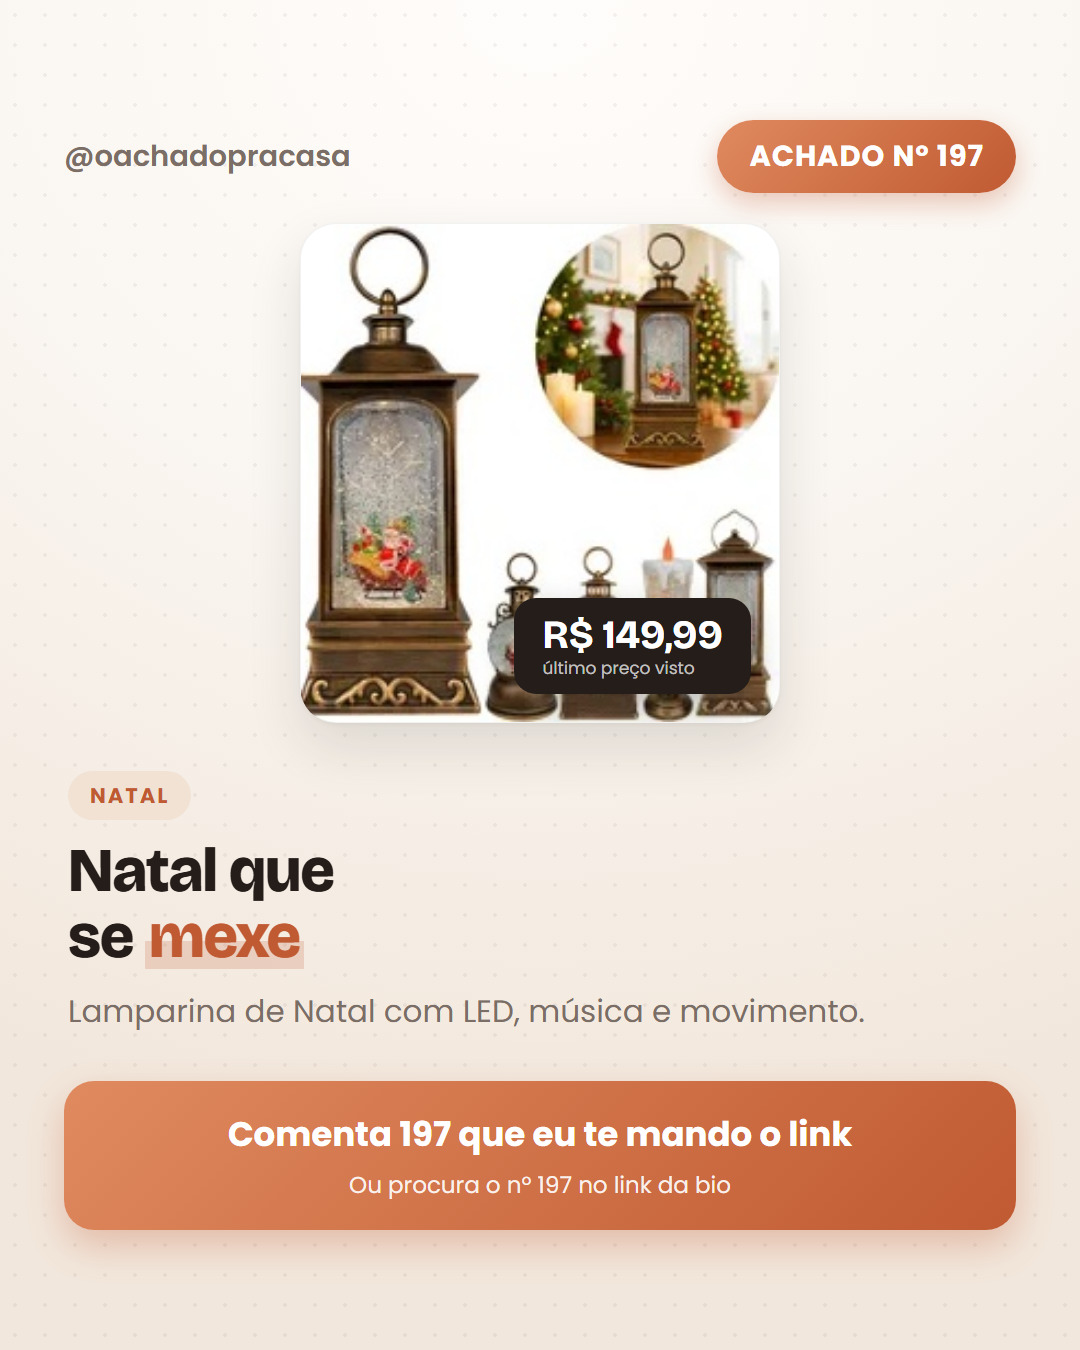 @oachadopracasa
ACHADO Nº 197
R$ 149,99
último preço visto
NATAL
Natal que
se mexe
Lamparina de Natal com LED, música e movimento.
Comenta 197 que eu te mando o link
Ou procura o nº 197 no link da bio